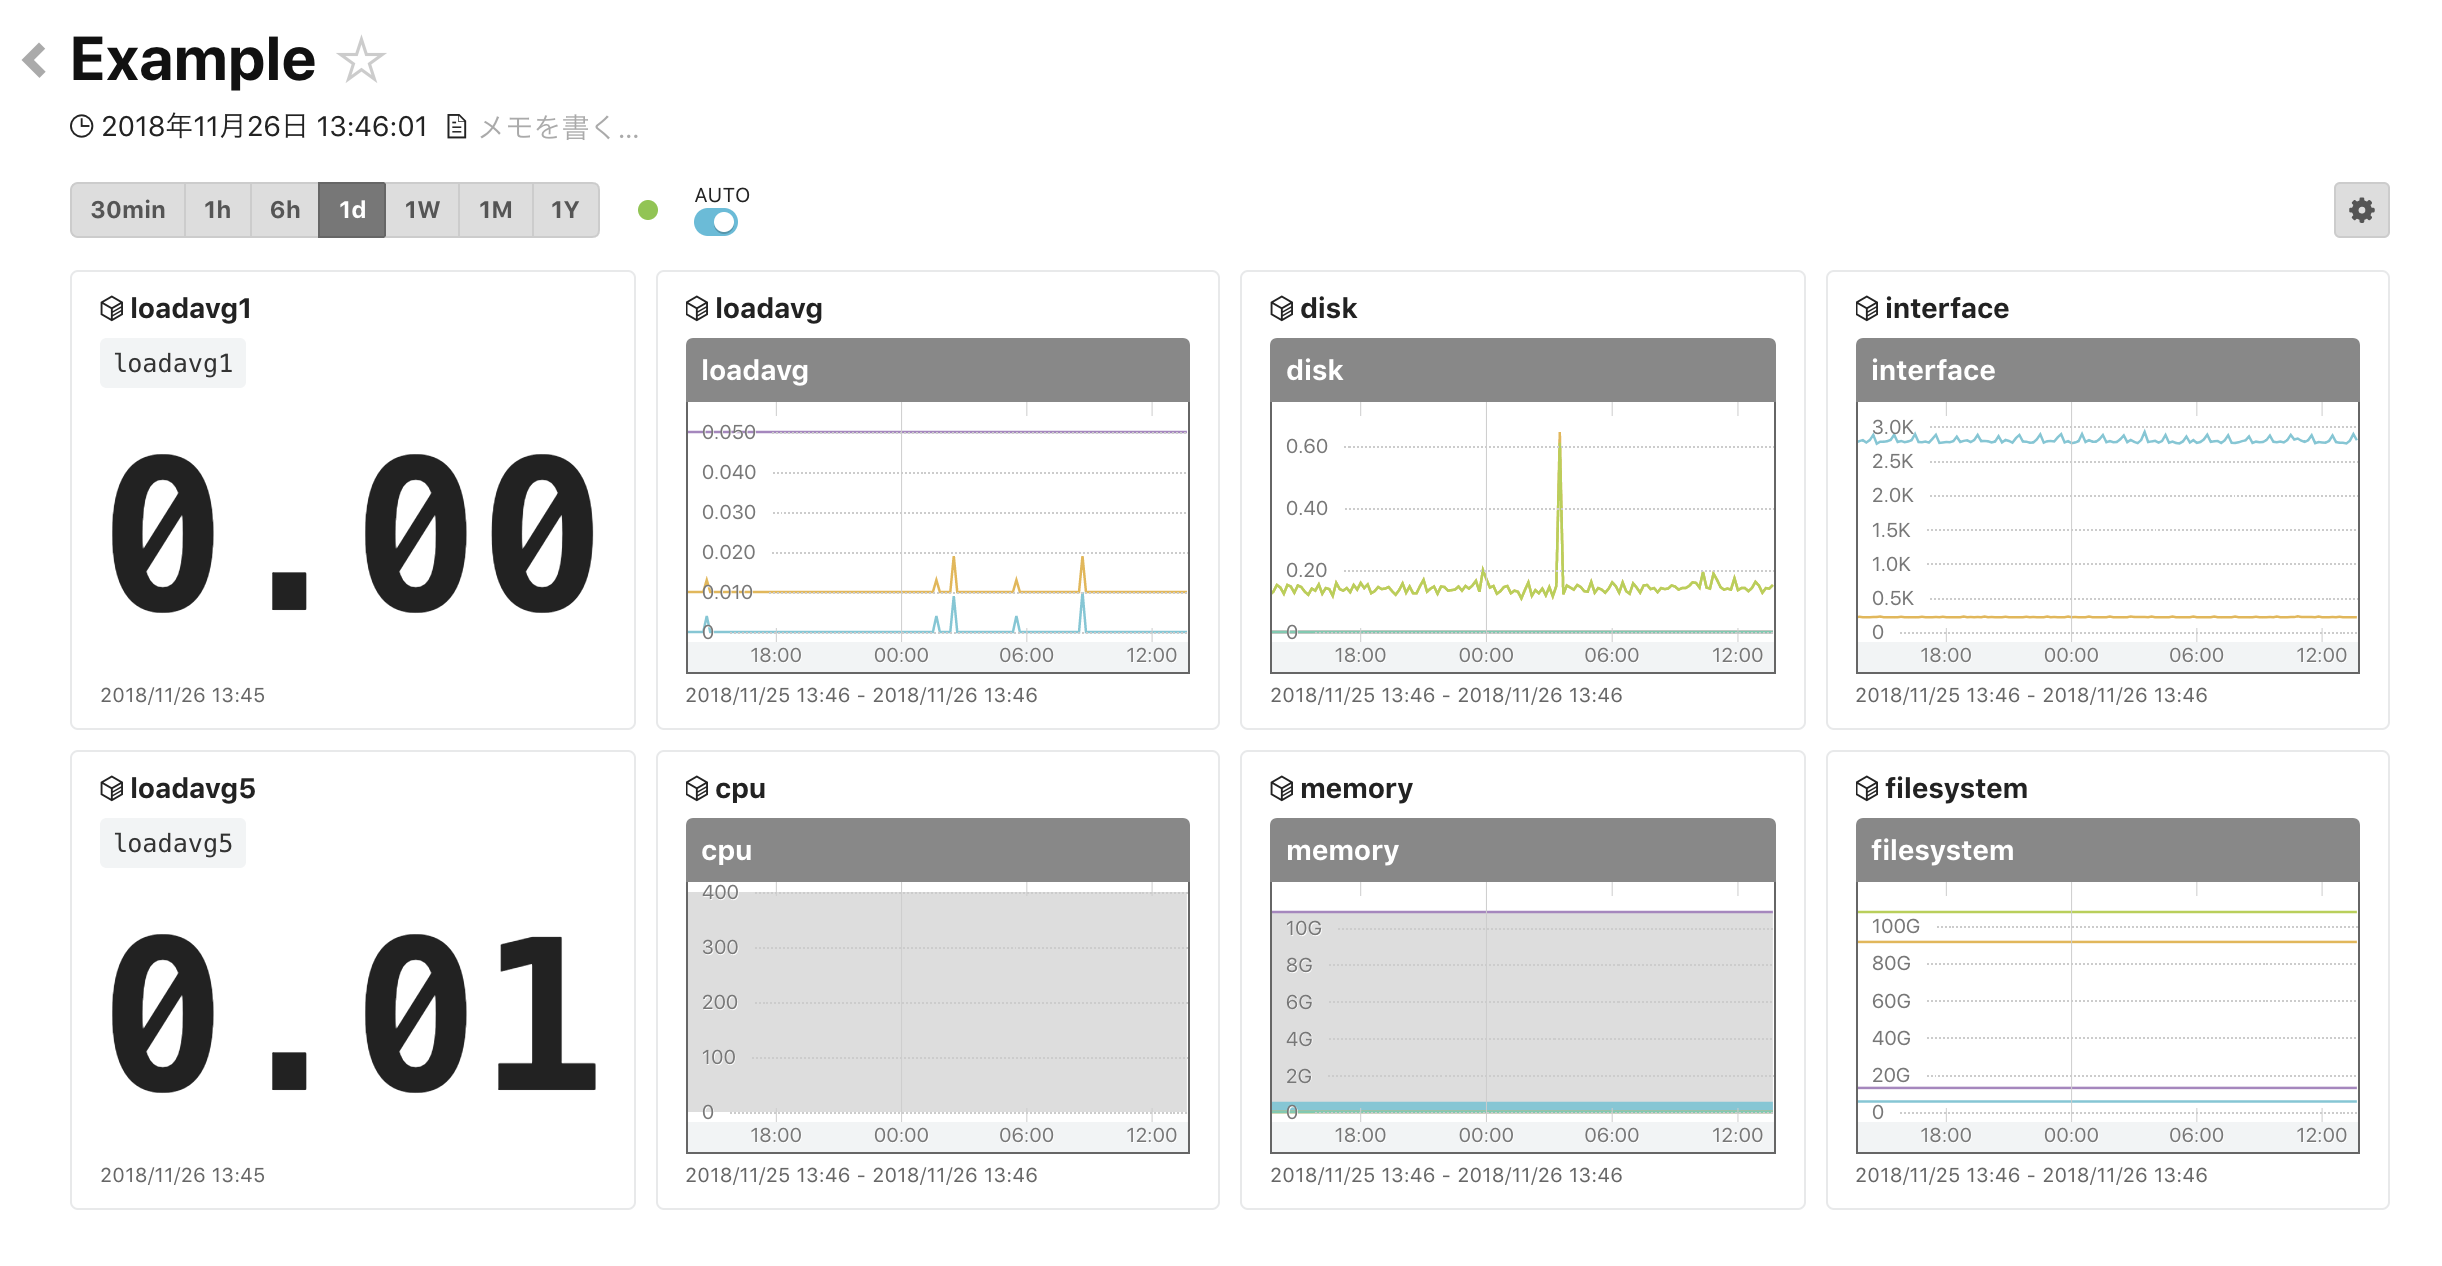 Example
2018年11月26日 13:46:01 メモを書く...
30min 1h 6h 1d 1W 1M 1Y
AUTO
loadavg1
loadavg1
0.00
2018/11/26 13:45
loadavg
loadavg
0.050
0.040
0.030
0.020
0.010
0
18:00 00:00 06:00 12:00
2018/11/25 13:46 - 2018/11/26 13:46
disk
disk
0.60
0.40
0.20
0
18:00 00:00 06:00 12:00
2018/11/25 13:46 - 2018/11/26 13:46
interface
interface
3.0K
2.5K
2.0K
1.5K
1.0K
0.5K
0
18:00 00:00 06:00 12:00
2018/11/25 13:46 - 2018/11/26 13:46
loadavg5
loadavg5
0.01
2018/11/26 13:45
cpu
cpu
400
300
200
100
0
18:00 00:00 06:00 12:00
2018/11/25 13:46 - 2018/11/26 13:46
memory
memory
10G
8G
6G
4G
2G
0
18:00 00:00 06:00 12:00
2018/11/25 13:46 - 2018/11/26 13:46
filesystem
filesystem
100G
80G
60G
40G
20G
0
18:00 00:00 06:00 12:00
2018/11/25 13:46 - 2018/11/26 13:46